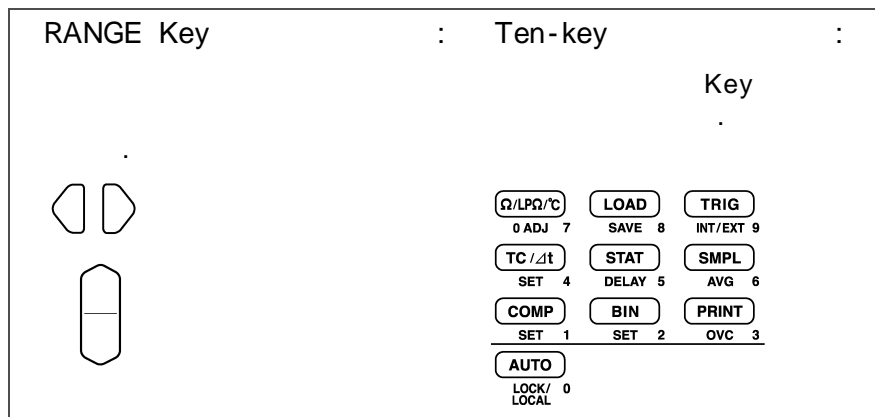 RANGE Key : Ten-key :
Key
.
.
Ω/LPΩ/℃ LOAD TRIG
0 ADJ 7 SAVE 8 INT/EXT 9
TC/⊿t STAT SMPL
SET 4 DELAY 5 AVG 6
COMP BIN PRINT
SET 1 SET 2 OVC 3
AUTO
LOCK/ 0
LOCAL